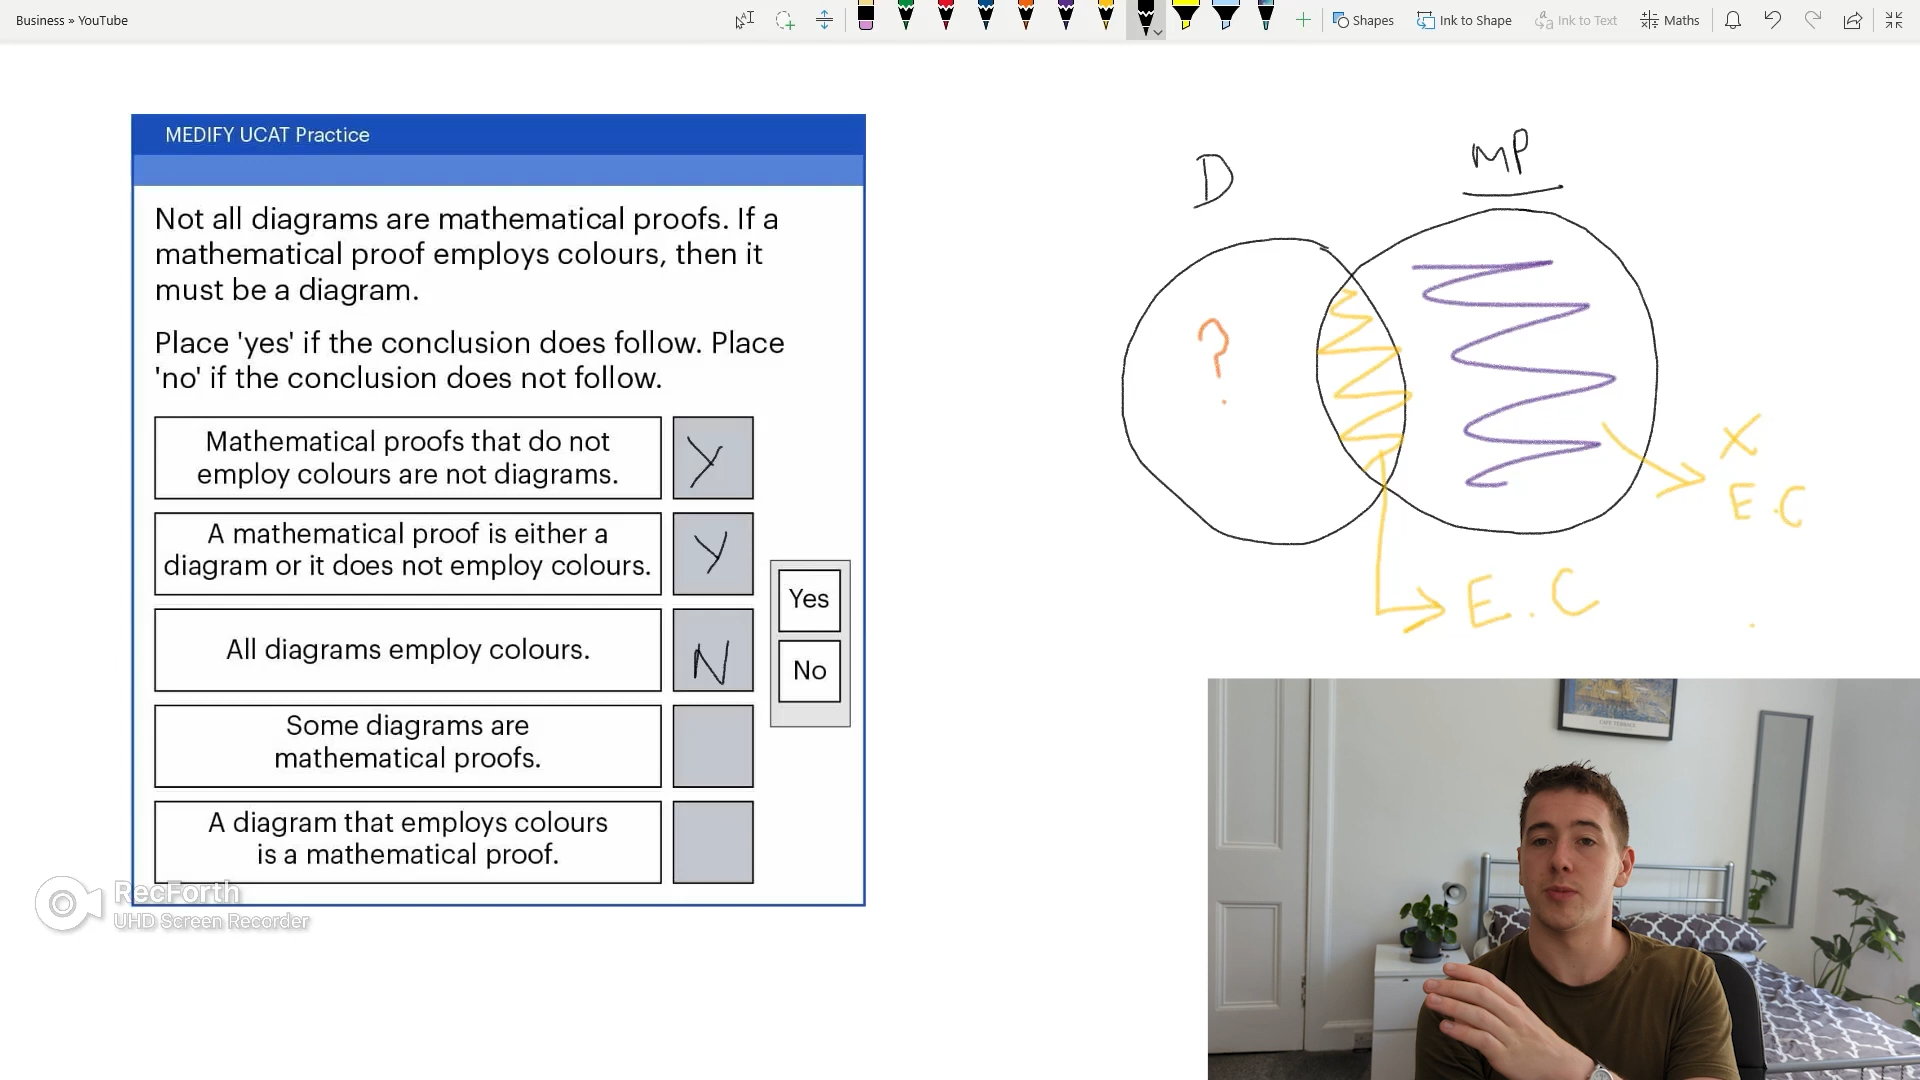 Business » YouTube
Shapes
Ink to Shape
Ink to Text
Maths
MEDIFY UCAT Practice
Not all diagrams are mathematical proofs. If a
mathematical proof employs colours, then it
must be a diagram.
Place 'yes' if the conclusion does follow. Place
'no' if the conclusion does not follow.
Mathematical proofs that do not
employ colours are not diagrams.
Y
A mathematical proof is either a
diagram or it does not employ colours.
Y
All diagrams employ colours.
N
Some diagrams are
mathematical proofs.
A diagram that employs colours
is a mathematical proof.
Yes
No
D
MP
?
X
E.C
E.C
RecForth
UHD Screen Recorder
CAFE TERRACE